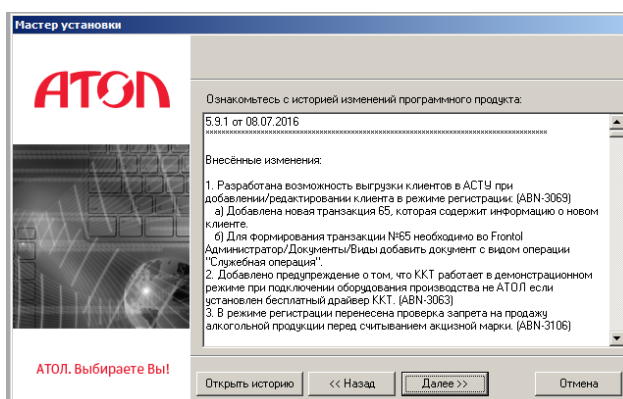 Мастер установки
АТОЛ
Ознакомьтесь с историей изменений программного продукта:
5.9.1 от 08.07.2016
Внесённые изменения:
1. Разработана возможность выгрузки клиентов в АСТУ при
добавлении/редактировании клиента в режиме регистрации: (ABN-3069)
а) Добавлена новая транзакция 65, которая содержит информацию о новом
клиенте.
б) Для формирования транзакции №65 необходимо во Frontol
Администратор/Документы/Виды добавить документ с видом операции
"Служебная операция".
2. Добавлено предупреждение о том, что ККТ работает в демонстрационном
режиме при подключении оборудования производства не АТОЛ если
установлен бесплатный драйвер ККТ. (ABN-3063)
3. В режиме регистрации перенесена проверка запрета на продажу
алкогольной продукции перед считыванием акцизной марки. (ABN-3106)
АТОЛ. Выбираете Вы!
Открыть историю
<< Назад
Далее >>
Отмена